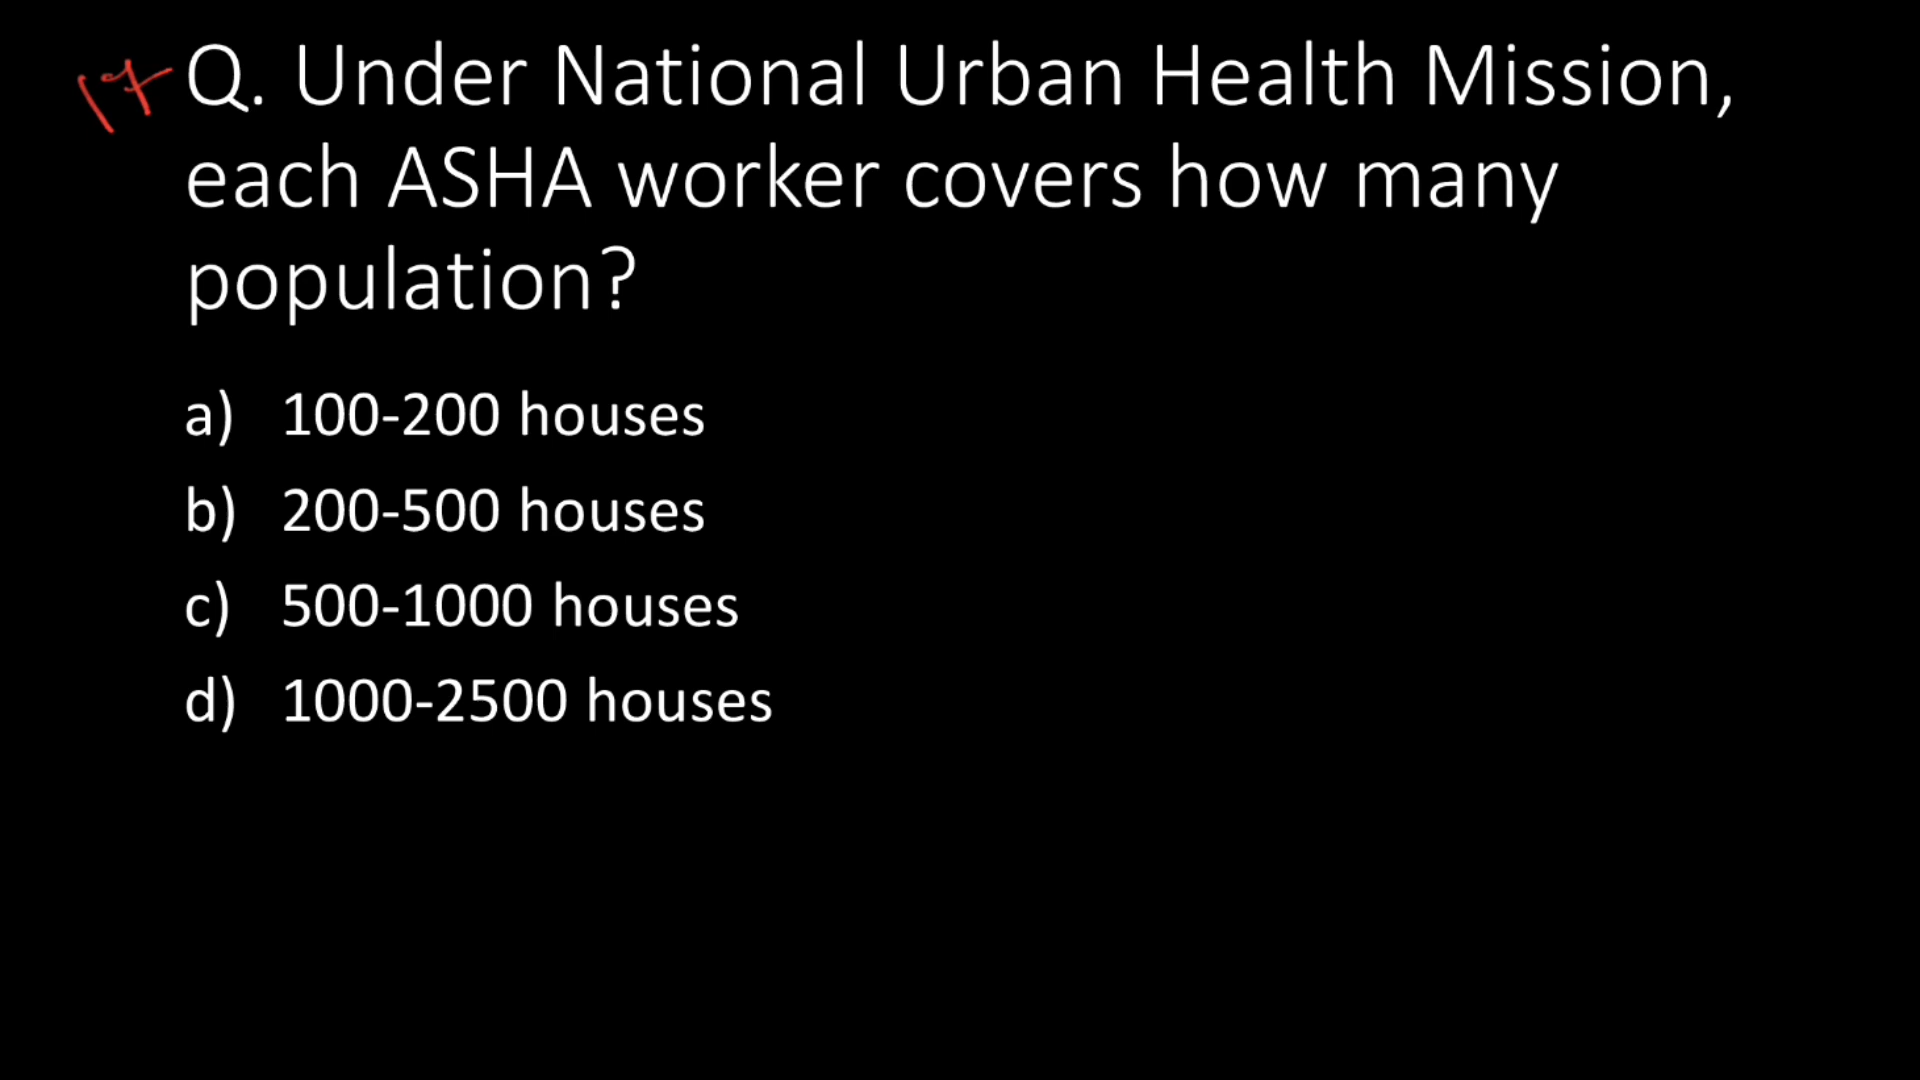 17 Q. Under National Urban Health Mission,
each ASHA worker covers how many
population?
a) 100-200 houses
b) 200-500 houses
c) 500-1000 houses
d) 1000-2500 houses